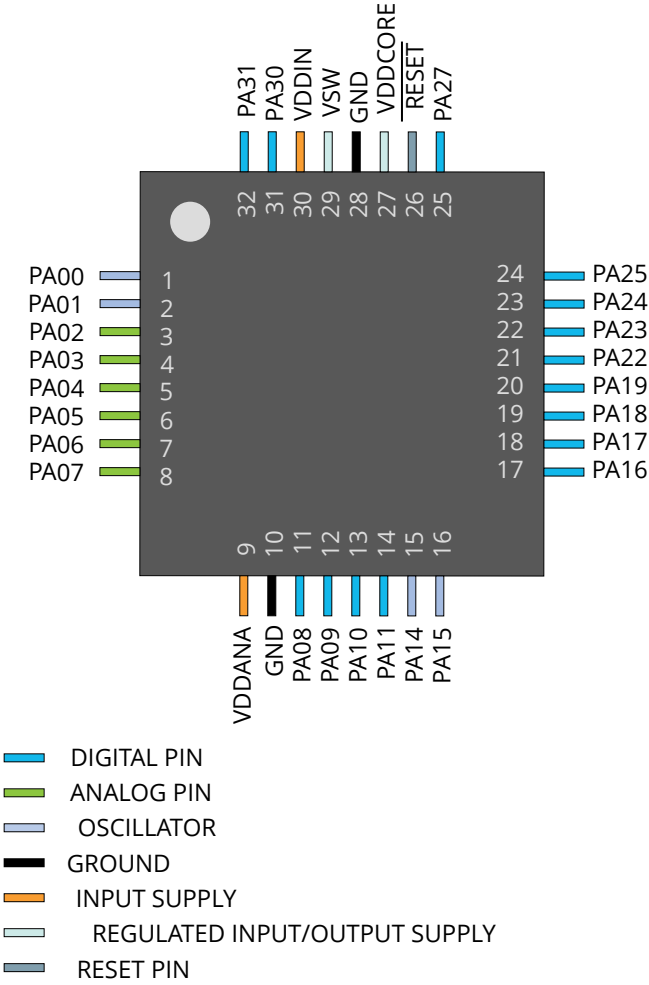 PA31 PA30 VDDIN VSW GND VDDCORE RESET PA27
32 31 30 29 28 27 26 25
PA00 1 24 PA25
PA01 2 23 PA24
PA02 3 22 PA23
PA03 4 21 PA22
PA04 5 20 PA19
PA05 6 19 PA18
PA06 7 18 PA17
PA07 8 17 PA16
9 10 11 12 13 14 15 16
VDDANA GND PA08 PA09 PA10 PA11 PA14 PA15
DIGITAL PIN
ANALOG PIN
OSCILLATOR
GROUND
INPUT SUPPLY
REGULATED INPUT/OUTPUT SUPPLY
RESET PIN